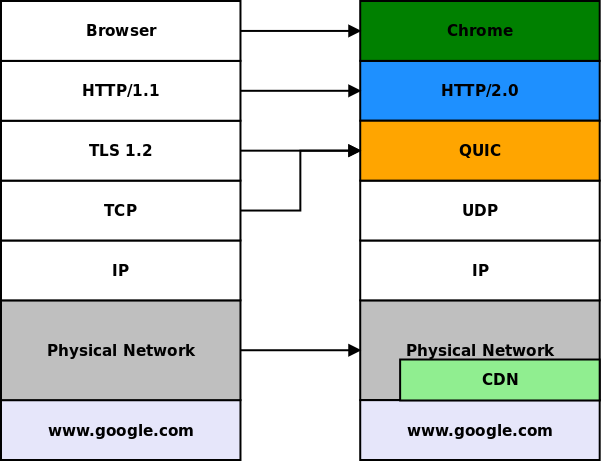 Browser
Chrome
HTTP/1.1
HTTP/2.0
TLS 1.2
QUIC
TCP
UDP
IP
IP
Physical Network
Physical Network
CDN
www.google.com
www.google.com